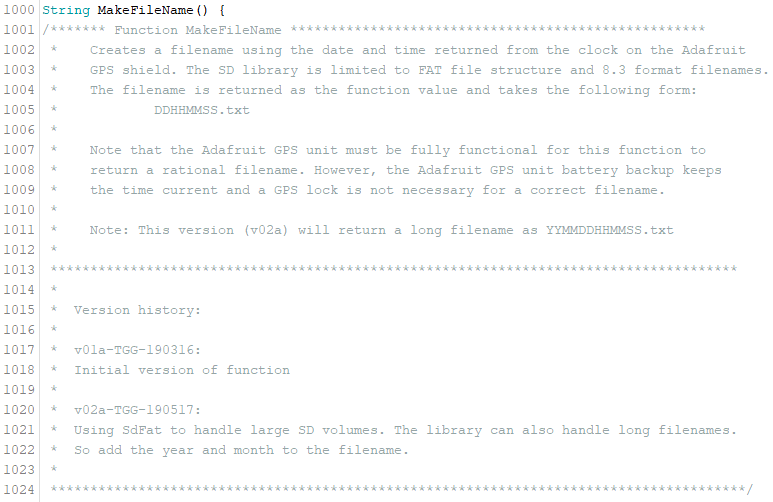 1000 String MakeFileName() {
1001 /******* Function MakeFileName ****************************************************
1002 *    Creates a filename using the date and time returned from the clock on the Adafruit
1003 *    GPS shield. The SD library is limited to FAT file structure and 8.3 format filenames.
1004 *    The filename is returned as the function value and takes the following form:
1005 *            DDHHMMSS.txt
1006 *
1007 *    Note that the Adafruit GPS unit must be fully functional for this function to
1008 *    return a rational filename. However, the Adafruit GPS unit battery backup keeps
1009 *    the time current and a GPS lock is not necessary for a correct filename.
1010 *
1011 *    Note: This version (v02a) will return a long filename as YYMMDDHHMMSS.txt
1012 *
1013 **************************************************************************************
1014 *
1015 *  Version history:
1016 *
1017 *  v01a-TGG-190316:
1018 *  Initial version of function
1019 *
1020 *  v02a-TGG-190517:
1021 *  Using SdFat to handle large SD volumes. The library can also handle long filenames.
1022 *  So add the year and month to the filename.
1023 *
1024 ***************************************************************************************/